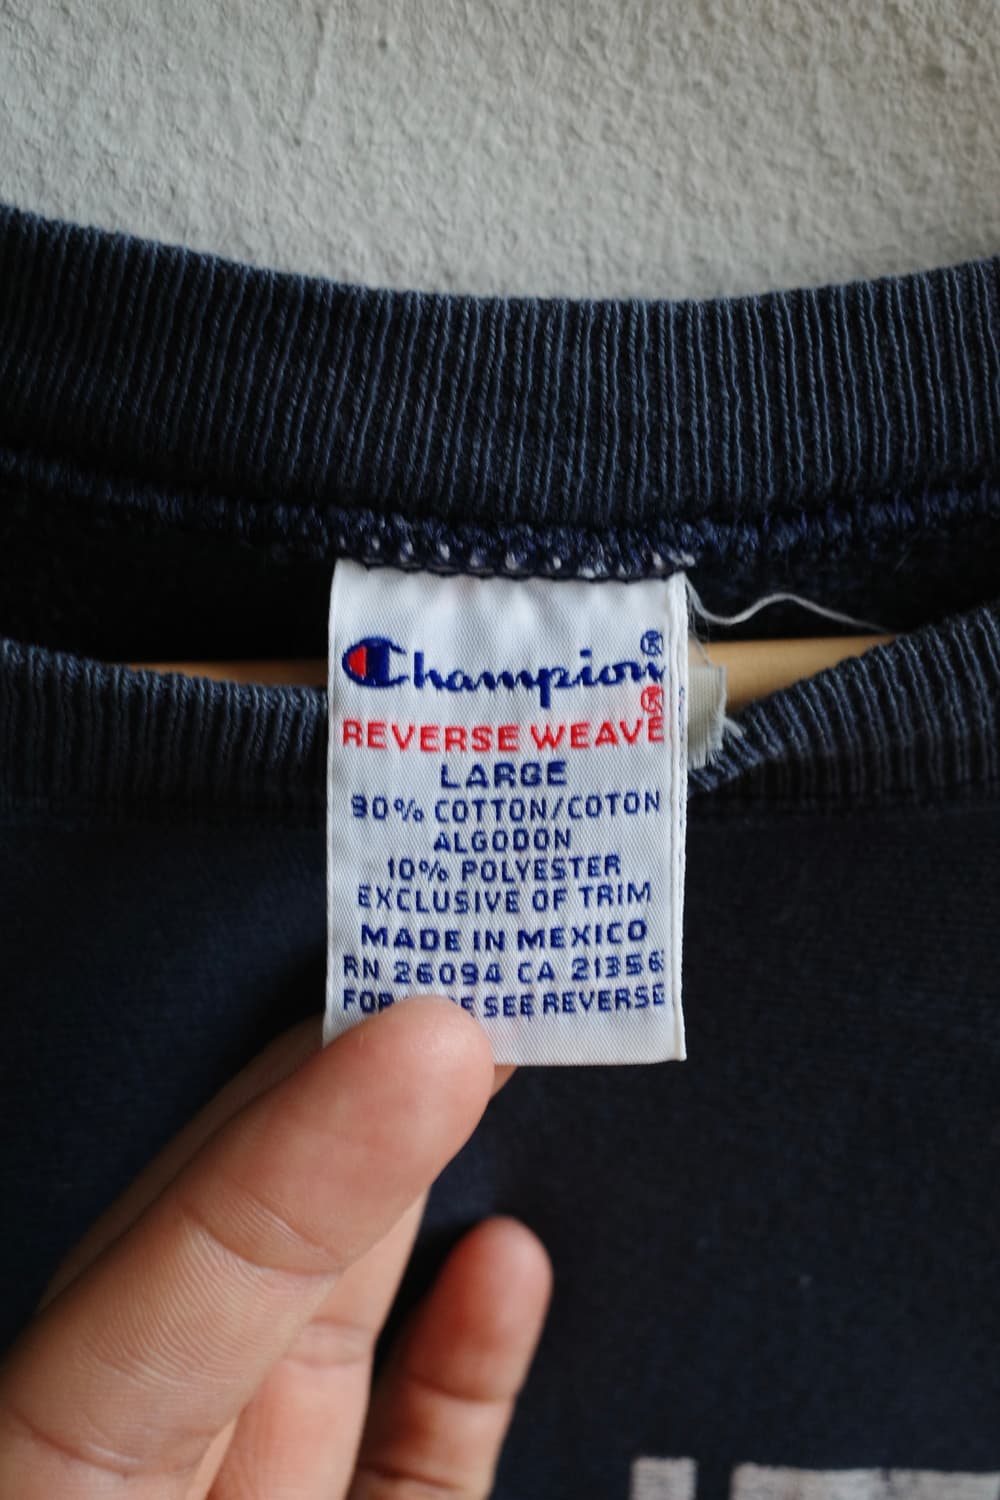 Champion®
®
REVERSE WEAVE
LARGE
90% COTTON/COTON
ALGODON
10% POLYESTER
EXCLUSIVE OF TRIM
MADE IN MEXICO
RN 26094 CA 21356
SEE REVERSE